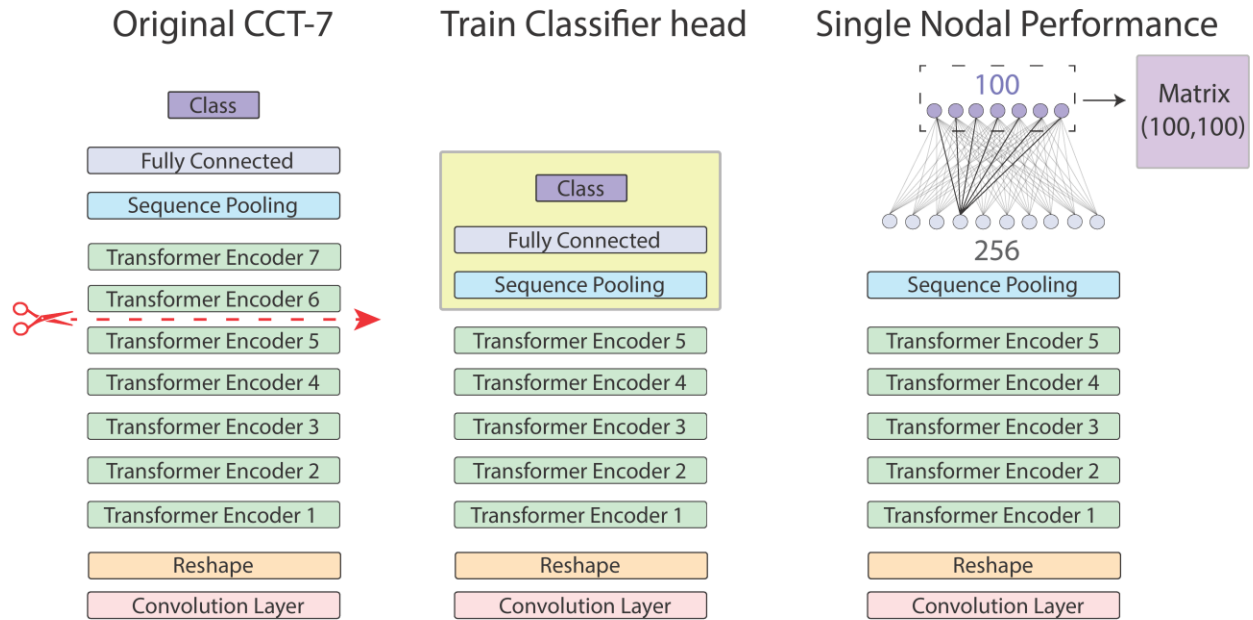 Original CCT-7
Class
Fully Connected
Sequence Pooling
Transformer Encoder 7
Transformer Encoder 6
Transformer Encoder 5
Transformer Encoder 4
Transformer Encoder 3
Transformer Encoder 2
Transformer Encoder 1
Reshape
Convolution Layer
Train Classifier head
Class
Fully Connected
Sequence Pooling
Transformer Encoder 5
Transformer Encoder 4
Transformer Encoder 3
Transformer Encoder 2
Transformer Encoder 1
Reshape
Convolution Layer
Single Nodal Performance
100
Matrix
(100,100)
256
Sequence Pooling
Transformer Encoder 5
Transformer Encoder 4
Transformer Encoder 3
Transformer Encoder 2
Transformer Encoder 1
Reshape
Convolution Layer